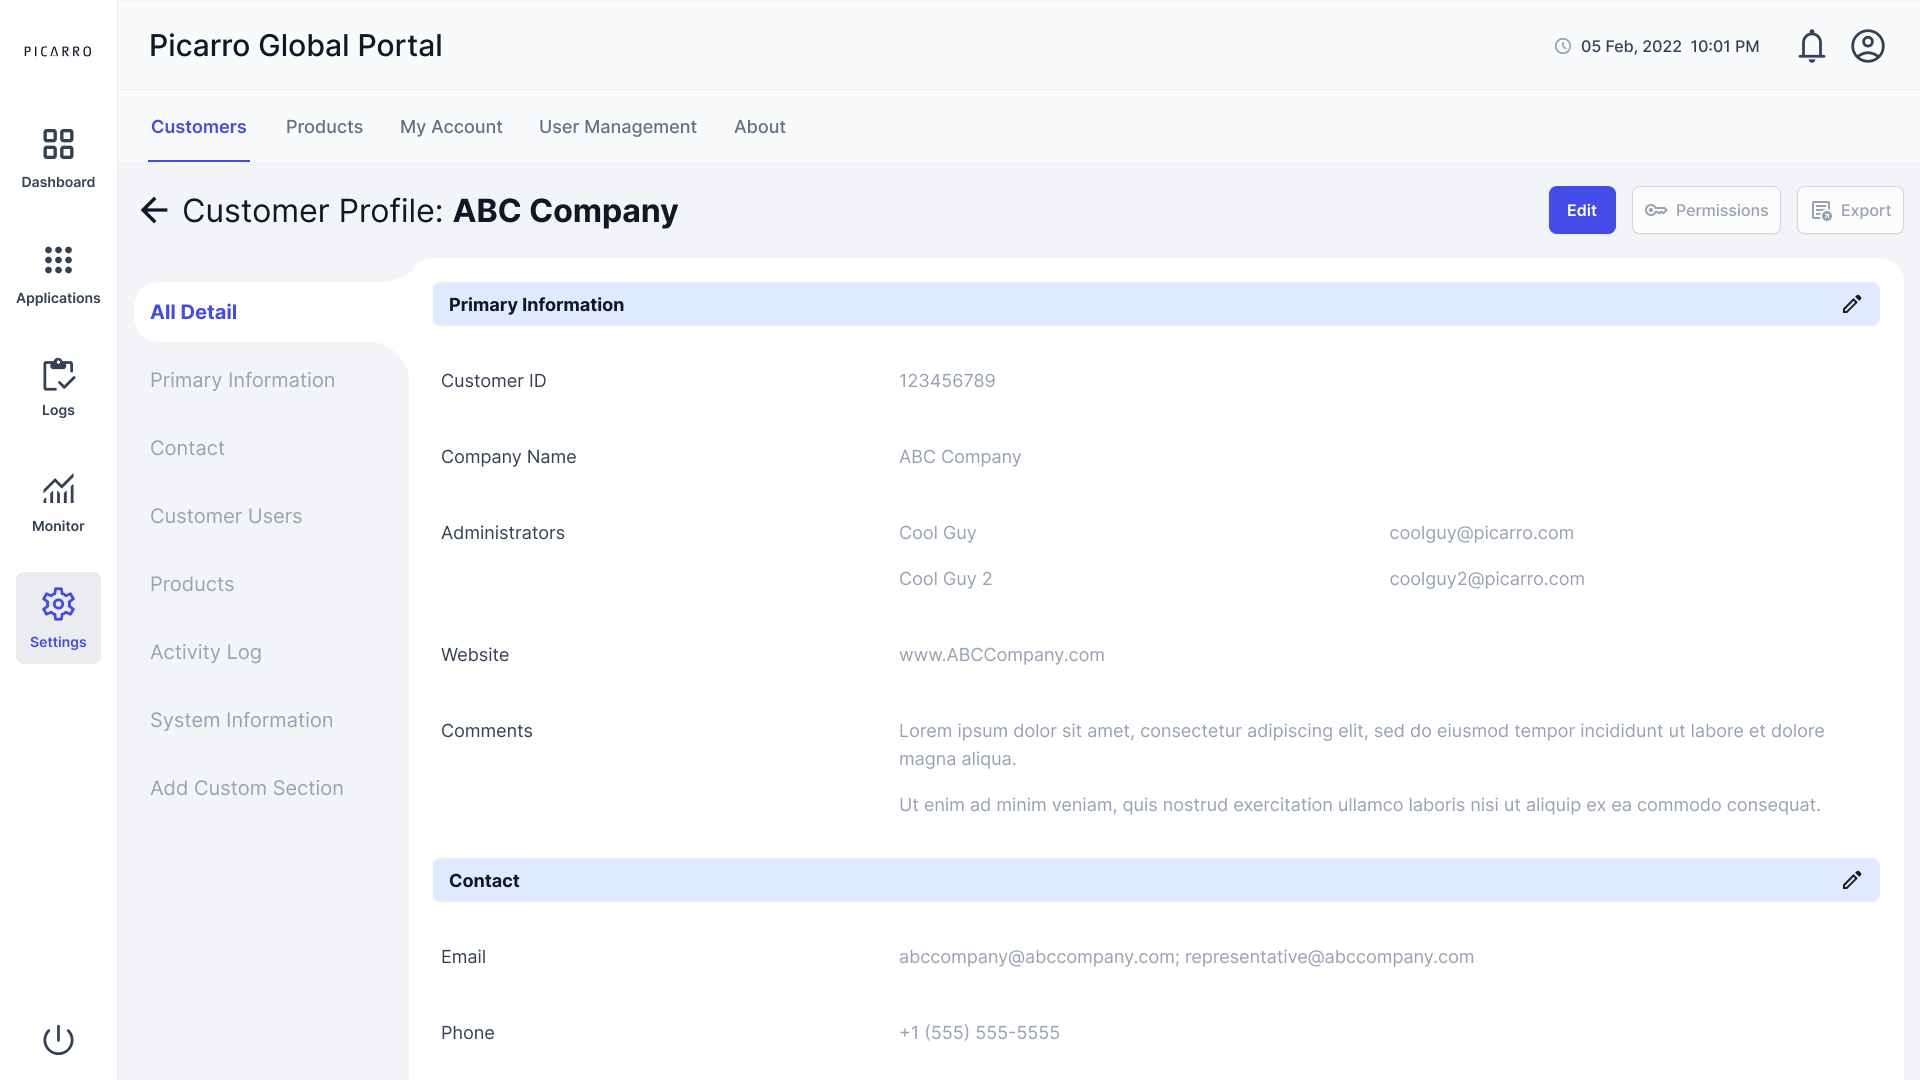 PICARRO
Picarro Global Portal
05 Feb, 2022 10:01 PM
Dashboard
Applications
Logs
Monitor
Settings
Customers
Products
My Account
User Management
About
Customer Profile: ABC Company
Edit
Permissions
Export
All Detail
Primary Information
Contact
Customer Users
Products
Activity Log
System Information
Add Custom Section
Primary Information
Customer ID
123456789
Company Name
ABC Company
Administrators
Cool Guy
coolguy@picarro.com
Cool Guy 2
coolguy2@picarro.com
Website
www.ABCCompany.com
Comments
Lorem ipsum dolor sit amet, consectetur adipiscing elit, sed do eiusmod tempor incididunt ut labore et dolore
magna aliqua.
Ut enim ad minim veniam, quis nostrud exercitation ullamco laboris nisi ut aliquip ex ea commodo consequat.
Contact
Email
abccompany@abccompany.com; representative@abccompany.com
Phone
+1 (555) 555-5555